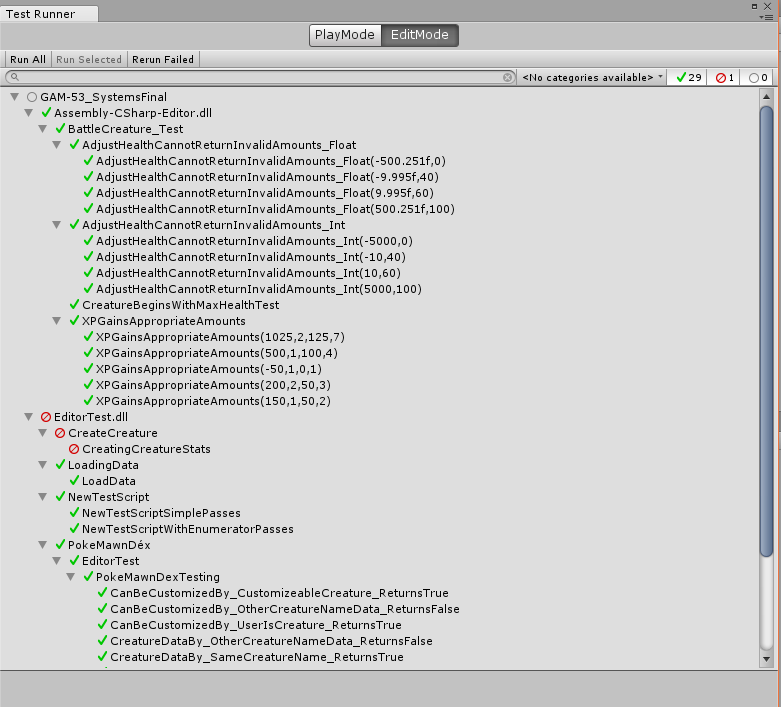 Test Runner
PlayMode EditMode
Run All Run Selected Rerun Failed
<No categories available> 29 1 0
GAM-53_SystemsFinal
Assembly-CSharp-Editor.dll
BattleCreature_Test
AdjustHealthCannotReturnInvalidAmounts_Float
AdjustHealthCannotReturnInvalidAmounts_Float(-500.251f,0)
AdjustHealthCannotReturnInvalidAmounts_Float(-9.995f,40)
AdjustHealthCannotReturnInvalidAmounts_Float(9.995f,60)
AdjustHealthCannotReturnInvalidAmounts_Float(500.251f,100)
AdjustHealthCannotReturnInvalidAmounts_Int
AdjustHealthCannotReturnInvalidAmounts_Int(-5000,0)
AdjustHealthCannotReturnInvalidAmounts_Int(-10,40)
AdjustHealthCannotReturnInvalidAmounts_Int(10,60)
AdjustHealthCannotReturnInvalidAmounts_Int(5000,100)
CreatureBeginsWithMaxHealthTest
XPGainsAppropriateAmounts
XPGainsAppropriateAmounts(1025,2,125,7)
XPGainsAppropriateAmounts(500,1,100,4)
XPGainsAppropriateAmounts(-50,1,0,1)
XPGainsAppropriateAmounts(200,2,50,3)
XPGainsAppropriateAmounts(150,1,50,2)
EditorTest.dll
CreateCreature
CreatingCreatureStats
LoadingData
LoadData
NewTestScript
NewTestScriptSimplePasses
NewTestScriptWithEnumeratorPasses
PokeMawnDéx
EditorTest
PokeMawnDexTesting
CanBeCustomizedBy_CustomizeableCreature_ReturnsTrue
CanBeCustomizedBy_OtherCreatureNameData_ReturnsFalse
CanBeCustomizedBy_UserIsCreature_ReturnsTrue
CreatureDataBy_OtherCreatureNameData_ReturnsFalse
CreatureDataBy_SameCreatureName_ReturnsTrue